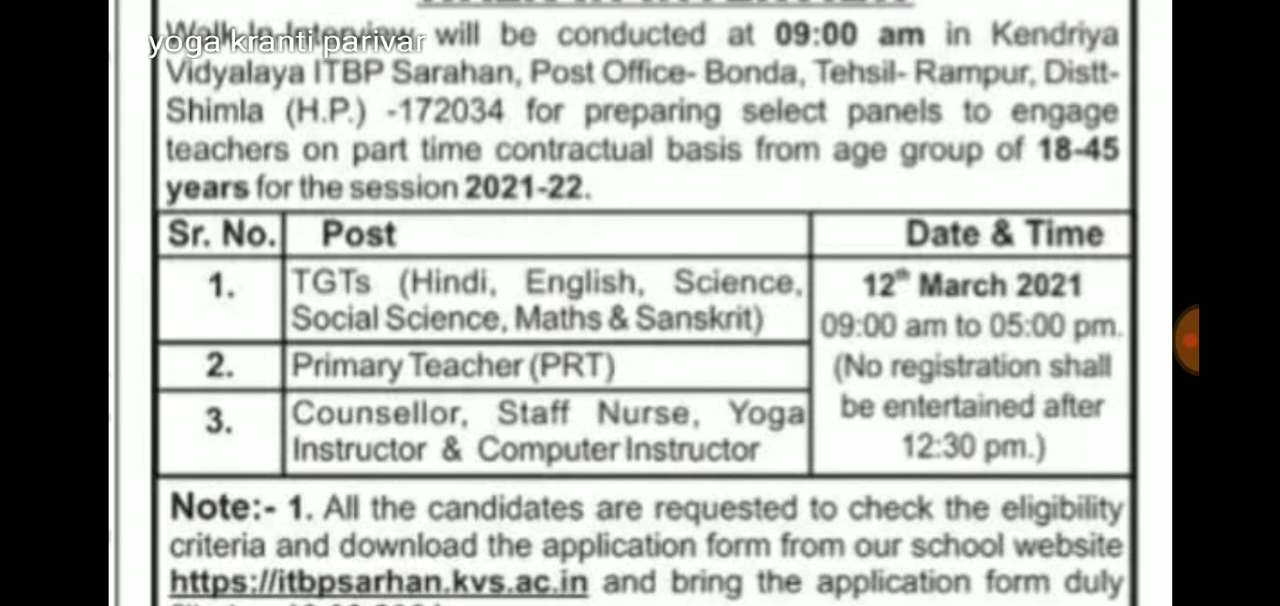 Walk-In-Interview will be conducted at 09:00 am in Kendriya
yoga kranti parivar
Vidyalaya ITBP Sarahan, Post Office- Bonda, Tehsil- Rampur, Distt-
Shimla (H.P.) -172034 for preparing select panels to engage
teachers on part time contractual basis from age group of 18-45
years for the session 2021-22.
Sr. No. Post Date & Time
1. TGTs (Hindi, English, Science,
Social Science, Maths & Sanskrit)
2. Primary Teacher (PRT)
3. Counsellor, Staff Nurse, Yoga
Instructor & Computer Instructor
12th March 2021
09:00 am to 05:00 pm.
(No registration shall
be entertained after
12:30 pm.)
Note:- 1. All the candidates are requested to check the eligibility
criteria and download the application form from our school website
https://itbpsarhan.kvs.ac.in and bring the application form duly